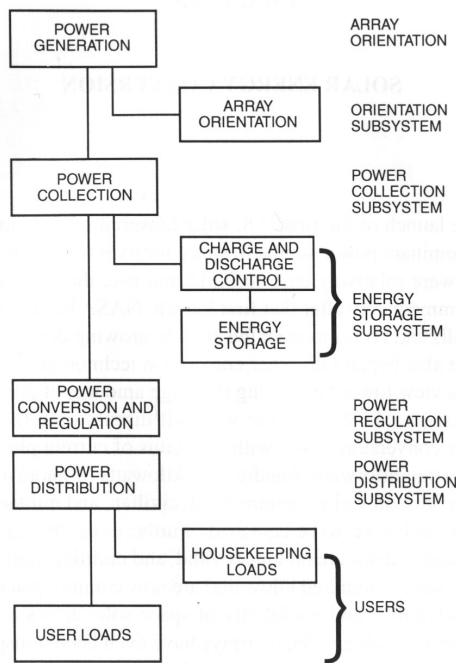 POWER
GENERATION
ARRAY
ORIENTATION
ARRAY
ORIENTATION
ORIENTATION
SUBSYSTEM
POWER
COLLECTION
POWER
COLLECTION
SUBSYSTEM
CHARGE AND
DISCHARGE
CONTROL
ENERGY
STORAGE
ENERGY
STORAGE
SUBSYSTEM
POWER
CONVERSION AND
REGULATION
POWER
REGULATION
SUBSYSTEM
POWER
DISTRIBUTION
POWER
DISTRIBUTION
SUBSYSTEM
HOUSEKEEPING
LOADS
USER LOADS
USERS